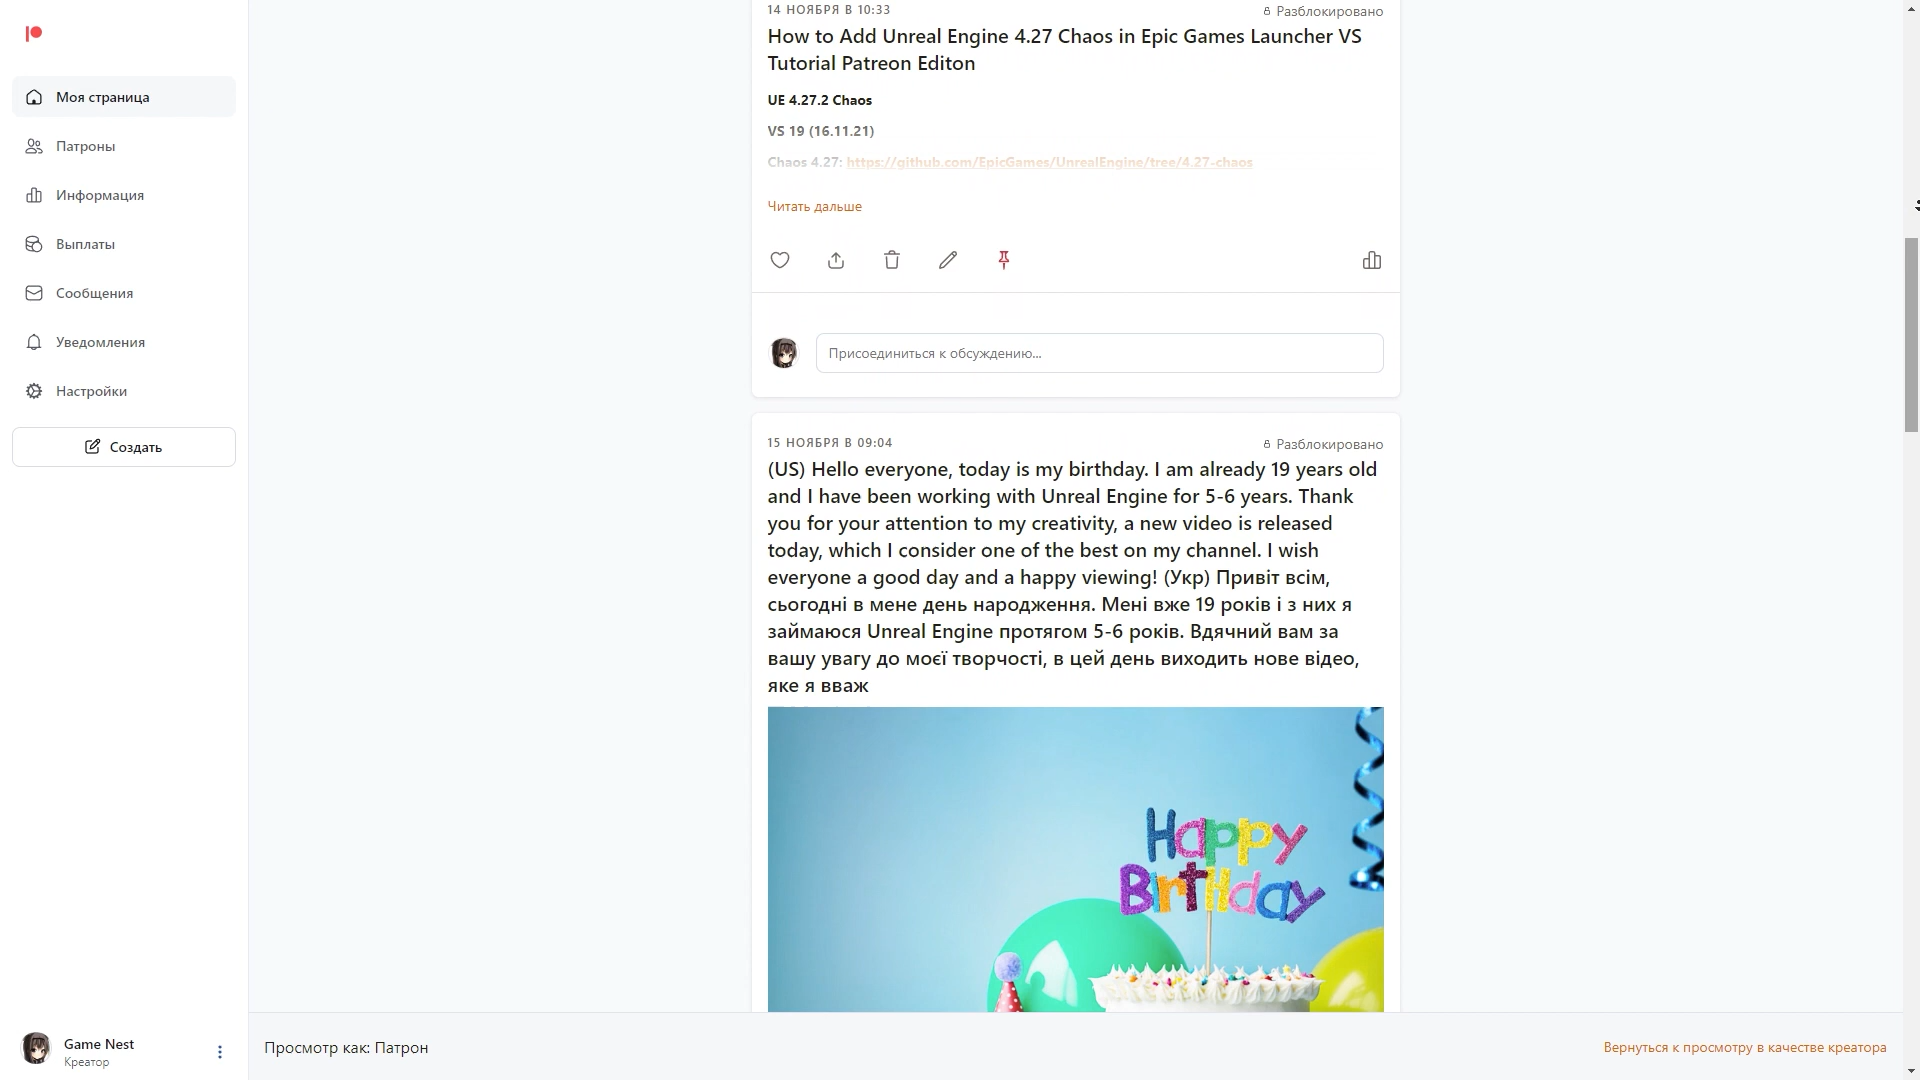 Моя страница
Патроны
Информация
Выплаты
Сообщения
Уведомления
Настройки
Создать
Game Nest
Креатор
14 НОЯБРЯ В 10:33
Разблокировано
How to Add Unreal Engine 4.27 Chaos in Epic Games Launcher VS
Tutorial Patreon Editon
UE 4.27.2 Chaos
VS 19 (16.11.21)
Chaos 4.27: https://github.com/EpicGames/UnrealEngine/tree/4.27-chaos
Читать дальше
Присоединиться к обсуждению...
15 НОЯБРЯ В 09:04
Разблокировано
(US) Hello everyone, today is my birthday. I am already 19 years old
and I have been working with Unreal Engine for 5-6 years. Thank
you for your attention to my creativity, a new video is released
today, which I consider one of the best on my channel. I wish
everyone a good day and a happy viewing! (Укр) Привіт всім,
сьогодні в мене день народження. Мені вже 19 років і з них я
займаюся Unreal Engine протягом 5-6 років. Вдячний вам за
вашу увагу до моєї творчості, в цей день виходить нове відео,
яке я вваж
Happy
BirtHday
Просмотр как: Патрон
Вернуться к просмотру в качестве креатора